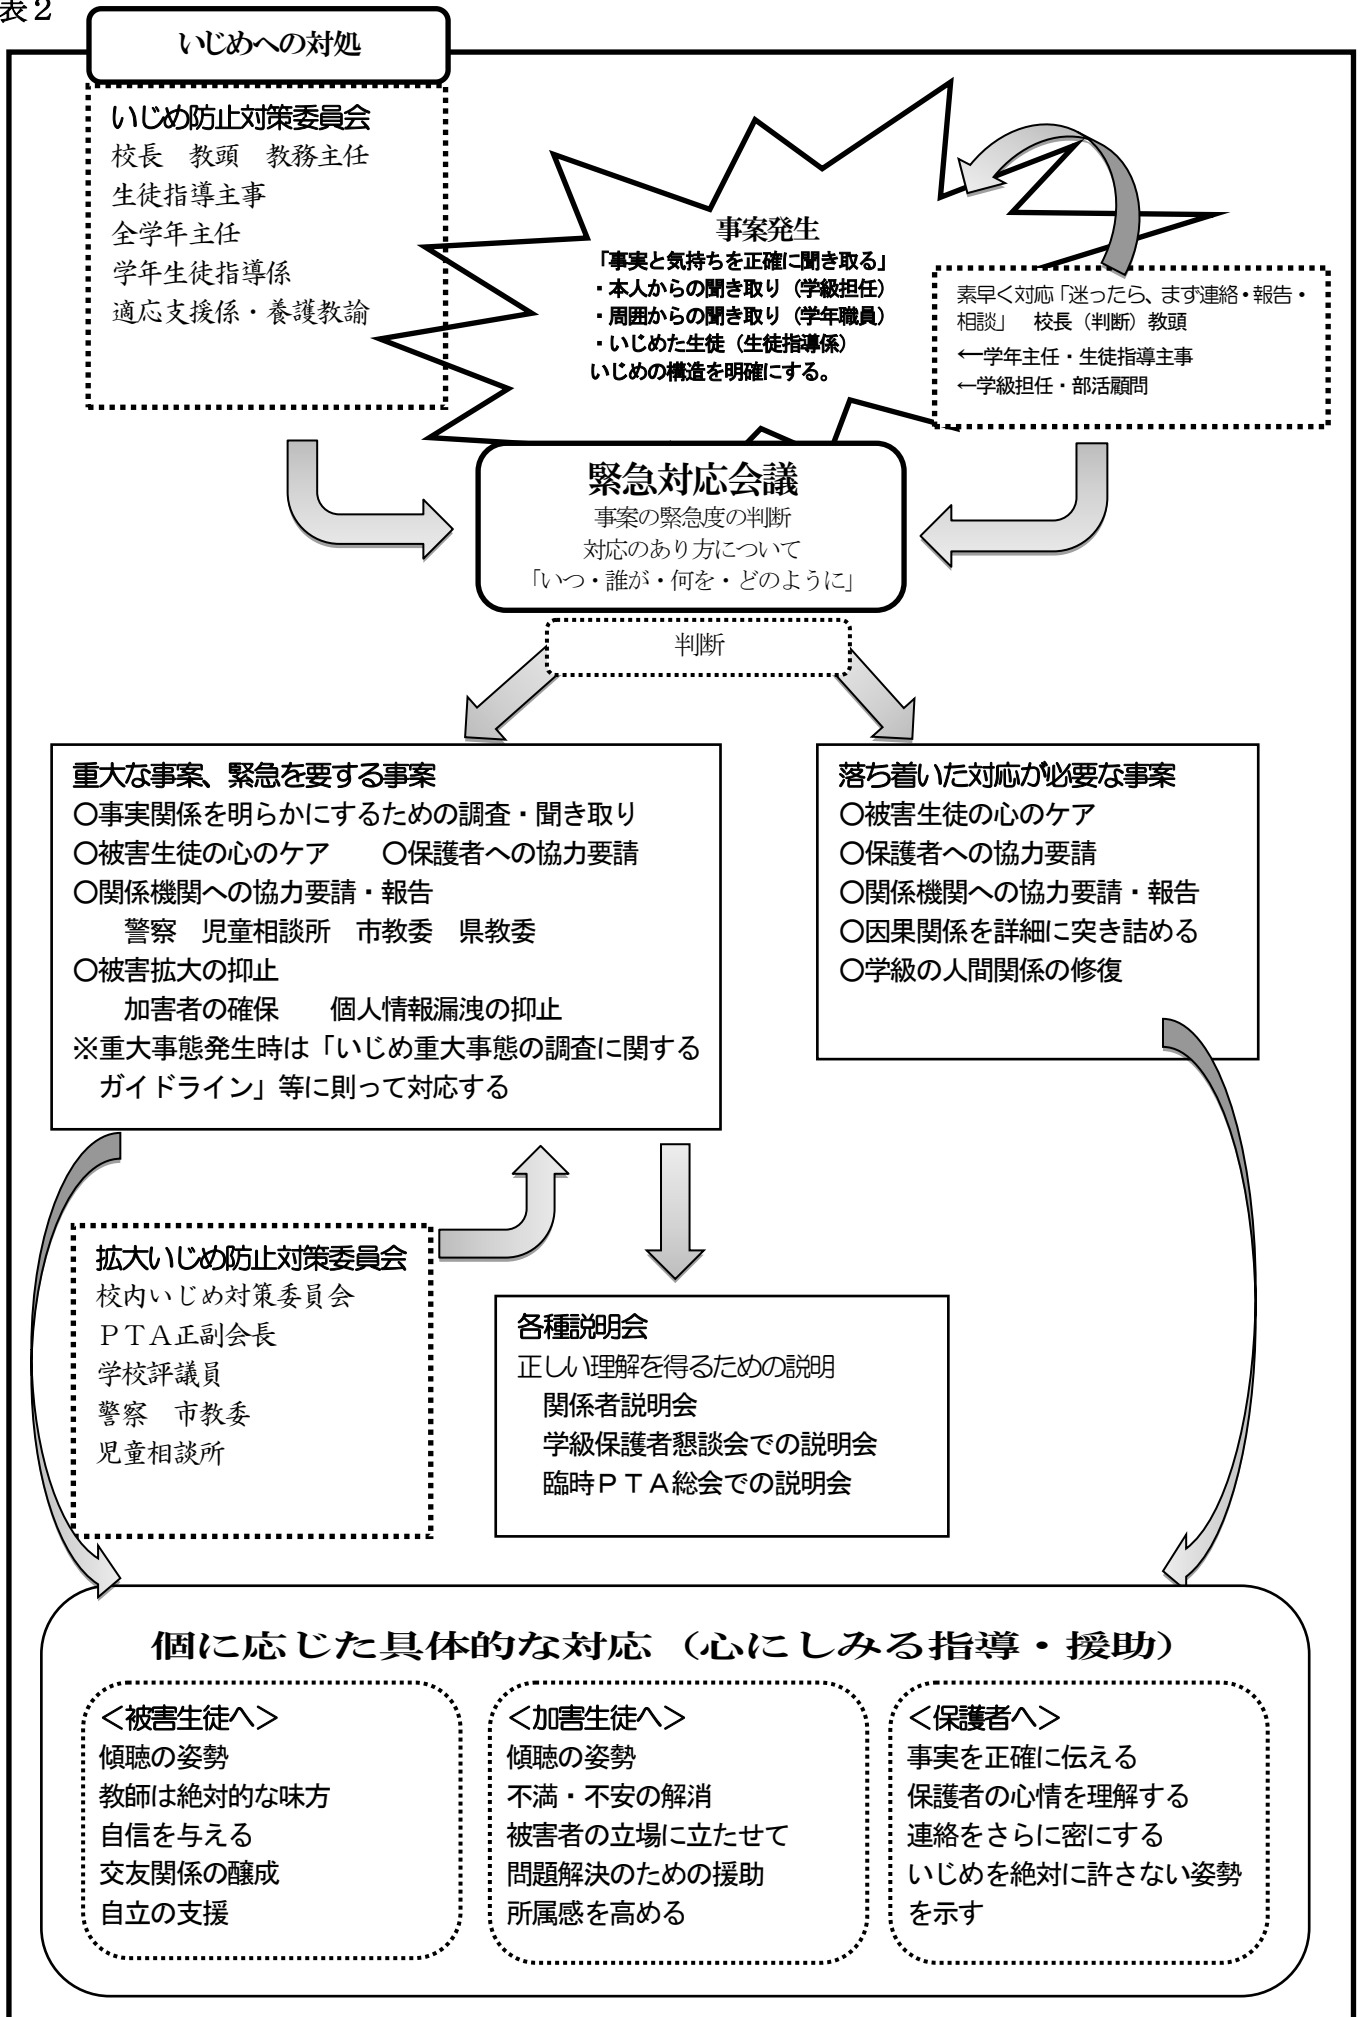 表２
いじめへの対処
いじめ防止対策委員会
校長　教頭　教務主任
生徒指導主事
全学年主任
学年生徒指導係
適応支援係・養護教諭
事案発生
「事実と気持ちを正確に聞き取る」
・本人からの聞き取り（学級担任）
・周囲からの聞き取り（学年職員）
・いじめた生徒（生徒指導係）
いじめの構造を明確にする。
素早く対応「迷ったら、まず連絡・報告・
相談」　校長（判断）教頭
←学年主任・生徒指導主事
←学級担任・部活顧問
緊急対応会議
事案の緊急度の判断
対応のあり方について
「いつ・誰が・何を・どのように」
判断
重大な事案、緊急を要する事案
○事実関係を明らかにするための調査・聞き取り
○被害生徒の心のケア　　○保護者への協力要請
○関係機関への協力要請・報告
警察　児童相談所　市教委　県教委
○被害拡大の抑止
加害者の確保　　個人情報漏洩の抑止
※重大事態発生時は「いじめ重大事態の調査に関する
ガイドライン」等に則って対応する
落ち着いた対応が必要な事案
○被害生徒の心のケア
○保護者への協力要請
○関係機関への協力要請・報告
○因果関係を詳細に突き詰める
○学級の人間関係の修復
拡大いじめ防止対策委員会
校内いじめ対策委員会
ＰＴＡ正副会長
学校評議員
警察　市教委
児童相談所
各種説明会
正しい理解を得るための説明
関係者説明会
学級保護者懇談会での説明会
臨時ＰＴＡ総会での説明会
個に応じた具体的な対応（心にしみる指導・援助）
＜被害生徒へ＞
傾聴の姿勢
教師は絶対的な味方
自信を与える
交友関係の醸成
自立の支援
＜加害生徒へ＞
傾聴の姿勢
不満・不安の解消
被害者の立場に立たせて
問題解決のための援助
所属感を高める
＜保護者へ＞
事実を正確に伝える
保護者の心情を理解する
連絡をさらに密にする
いじめを絶対に許さない姿勢
を示す